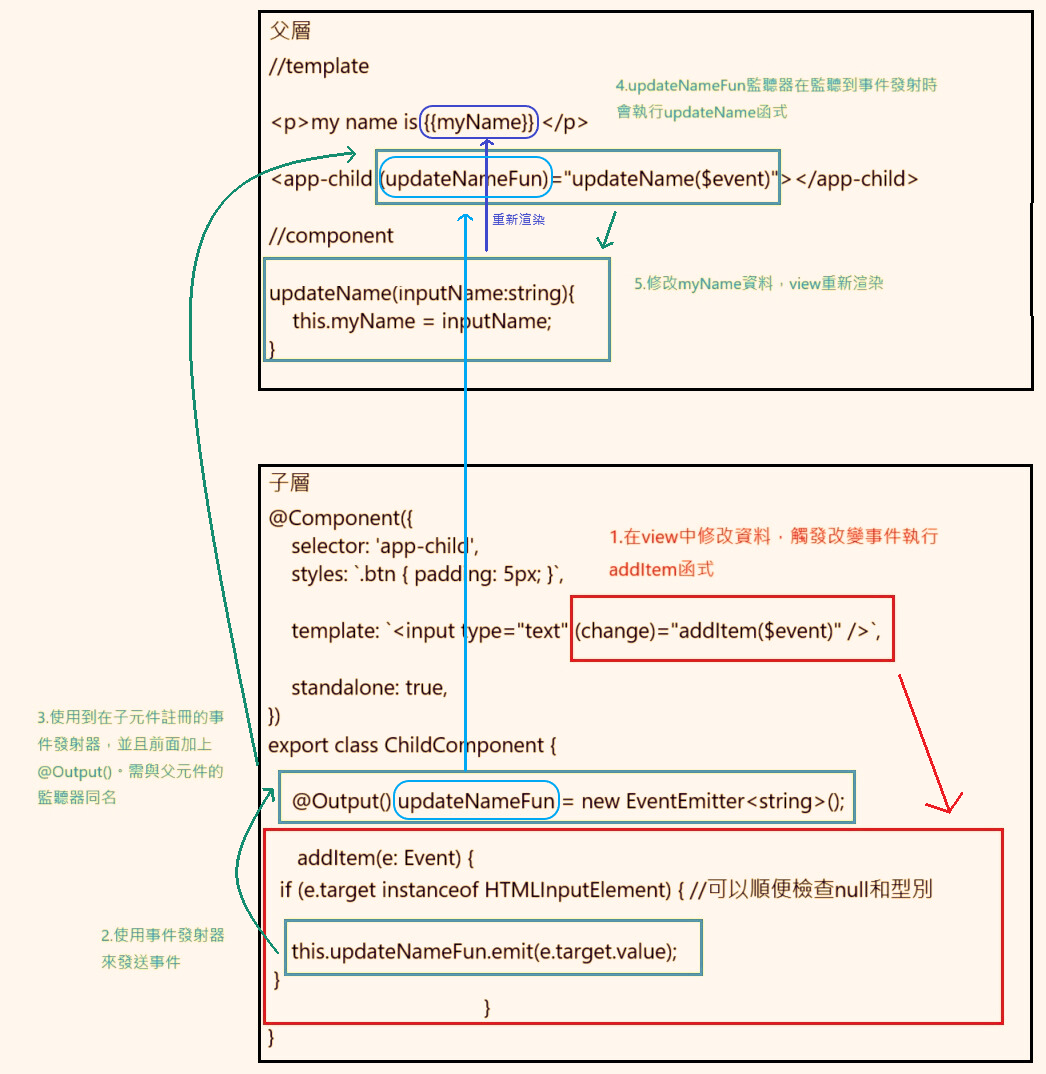 父層
//template
4.updateNameFun監聽器在監聽到事件發射時
會執行updateName函式
<p>my name is {{myName}} </p>
<app-child (updateNameFun)="updateName($event)"></app-child>
重新渲染
//component
5.修改myName資料，view重新渲染
updateName(inputName:string){
this.myName = inputName;
}
子層
@Component({
selector: 'app-child',
styles: `.btn { padding: 5px; }`,
1.在view中修改資料，觸發改變事件執行
addItem函式
template: `<input type="text" (change)="addItem($event)" />`,
standalone: true,
})
export class ChildComponent {
3.使用到在子元件註冊的事
件發射器，並且前面加上
@Output()。需與父元件的
監聽器同名
@Output() updateNameFun = new EventEmitter<string>();
addItem(e: Event) {
if (e.target instanceof HTMLInputElement) { //可以順便檢查null和型別
2.使用事件發射器
來發送事件
this.updateNameFun.emit(e.target.value);
}
}
}